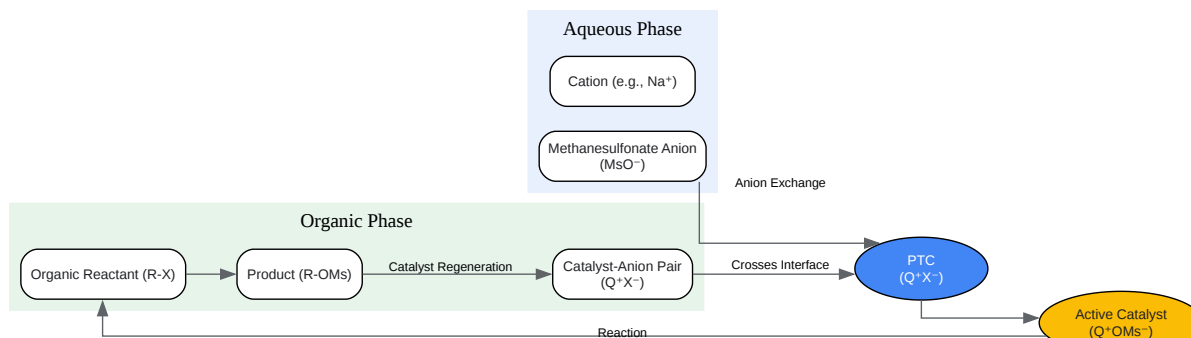 Aqueous Phase
Cation (e.g., Na⁺)
Methanesulfonate Anion
(MsO⁻)
Anion Exchange
Organic Phase
Organic Reactant (R-X)
Product (R-OMs)
Catalyst Regeneration
Catalyst-Anion Pair
(Q⁺X⁻)
Crosses Interface
PTC
(Q⁺X⁻)
Active Catalyst
(Q⁺OMs⁻)
Reaction